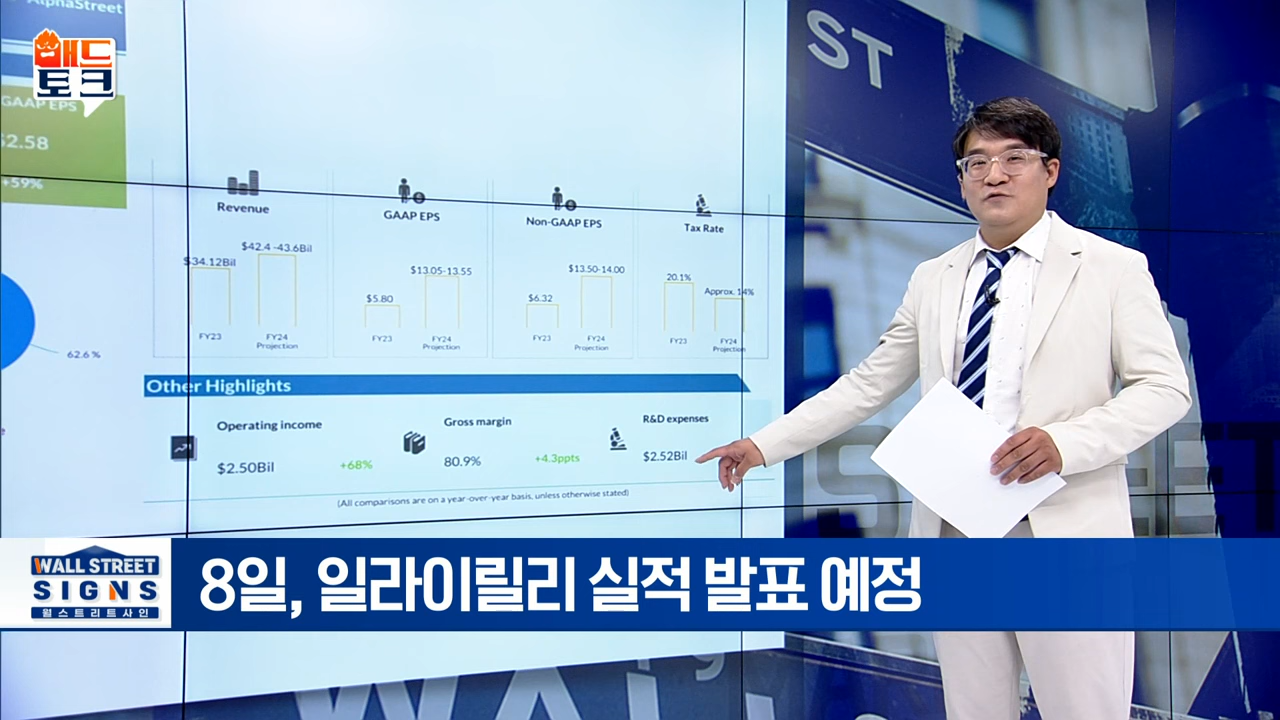 AlphaStreet
매드
토크
ST
GAAP EPS
$2.58
+59%
Revenue
GAAP EPS
Non-GAAP EPS
Tax Rate
$34.12Bil
$42.4 -43.6Bil
$5.80
$13.05-13.55
$6.32
$13.50-14.00
20.1%
Approx. 14%
FY23
FY24
Projection
FY23
FY24
Projection
FY23
FY24
Projection
FY23
FY24
Projection
62.6 %
Other Highlights
Operating income
Gross margin
R&D expenses
$2.50Bil
+68%
80.9%
+4.3ppts
$2.52Bil
(All comparisons are on a year-over-year basis, unless otherwise stated)
WALL STREET
SIGNS
월스트리트사인
8일, 일라이릴리 실적 발표 예정